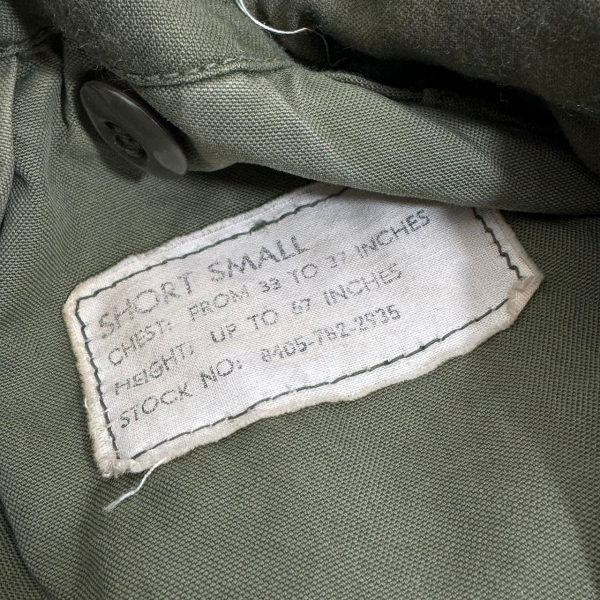 SHORT SMALL
CHEST: FROM 33 TO 37 INCHES
HEIGHT: UP TO 67 INCHES
STOCK NO: 8405-782-2935